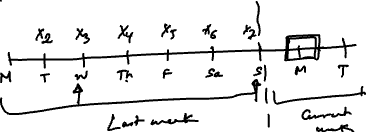 x2 x3 x4 x5 x6 x7
M T W Th F Sa S M T
Last week
Current week